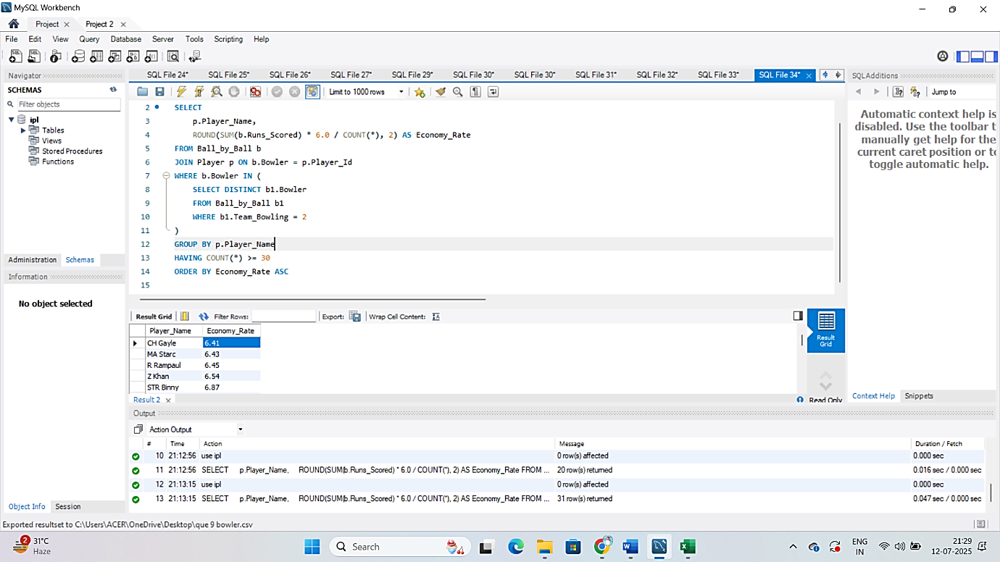 MySQL Workbench
Project
Project 2
File Edit View Query Database Server Tools Scripting Help
Navigator
SCHEMAS
Filter objects
ipl
Tables
Views
Stored Procedures
Functions
Administration Schemas
Information
No object selected
Object Info Session
SQL File 24* SQL File 25* SQL File 26* SQL File 27* SQL File 29* SQL File 30* SQL File 30* SQL File 31* SQL File 32* SQL File 33* SQL File 34*
Limit to 1000 rows
2 SELECT
3 p.Player_Name,
4 ROUND(SUM(b.Runs_Scored) * 6.0 / COUNT(*), 2) AS Economy_Rate
5 FROM Ball_by_Ball b
6 JOIN Player p ON b.Bowler = p.Player_Id
7 WHERE b.Bowler IN (
8 SELECT DISTINCT b1.Bowler
9 FROM Ball_by_Ball b1
10 WHERE b1.Team_Bowling = 2
11 )
12 GROUP BY p.Player_Name
13 HAVING COUNT(*) >= 30
14 ORDER BY Economy_Rate ASC
15
Result Grid Filter Rows: Export: Wrap Cell Content: IA
Player_Name Economy_Rate
CH Gayle 6.41
MA Starc 6.43
R Rampaul 6.45
Z Khan 6.54
STR Binny 6.87
Result Grid
Result 2
Read Only
SQLAdditions
Jump to
Automatic context help is
disabled. Use the toolbar t
manually get help for the
current caret position or to
toggle automatic help.
Context Help Snippets
Output
Action Output
# Time Action Message Duration / Fetch
10 21:12:56 use ipl 0 row(s) affected 0.000 sec
11 21:12:56 SELECT p.Player_Name, ROUND(SUM(b.Runs_Scored) * 6.0 / COUNT(*), 2) AS Economy_Rate FROM ... 20 row(s) returned 0.016 sec / 0.000 sec
12 21:13:15 use ipl 0 row(s) affected 0.000 sec
13 21:13:15 SELECT p.Player_Name, ROUND(SUM(b.Runs_Scored) * 6.0 / COUNT(*), 2) AS Economy_Rate FROM ... 31 row(s) returned 0.047 sec / 0.000 sec
Exported resultset to C:\Users\ACER\OneDrive\Desktop\que 9 bowler.csv
2
31°C
Haze
Search
ENG
IN
21:29
12-07-2025